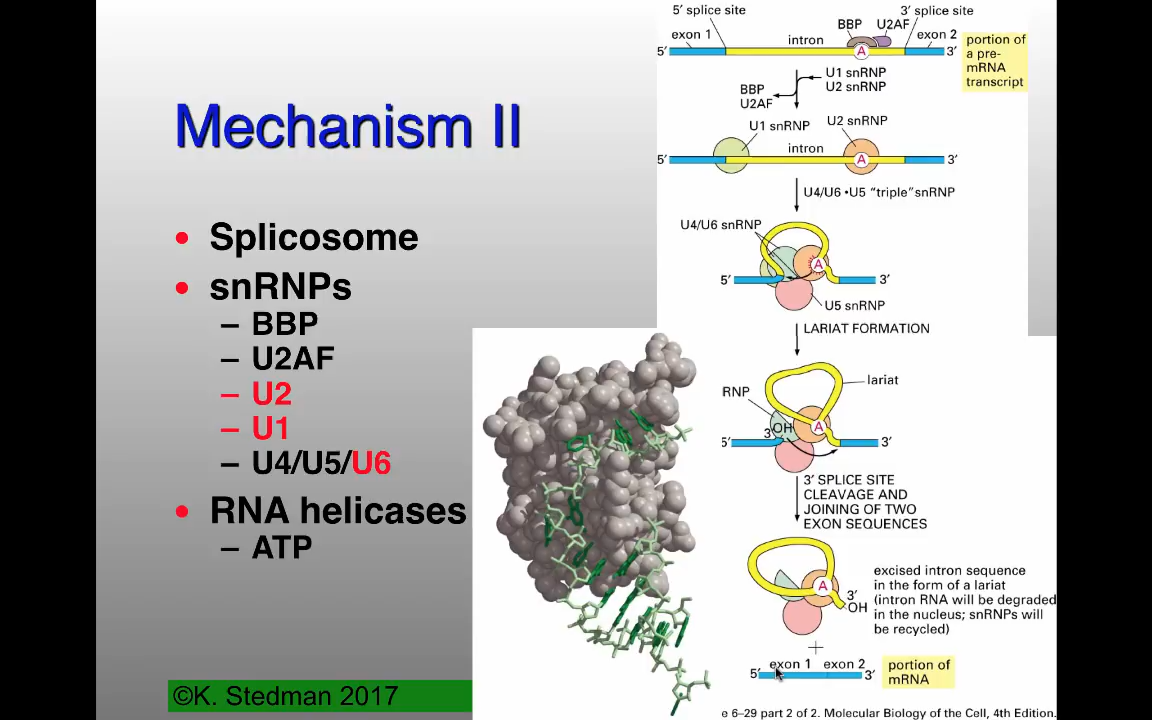 Mechanism II
• Splicosome
• snRNPs
– BBP
– U2AF
– U2
– U1
– U4/U5/U6
• RNA helicases
– ATP
©K. Stedman 2017
5′ splice site
3′ splice site
exon 1
intron
BBP
U2AF
exon 2
5′
A
3′
portion of
a pre-
mRNA
transcript
U1 snRNP
U2 snRNP
BBP
U2AF
U1 snRNP
U2 snRNP
intron
5′
A
3′
U4/U6 •U5 “triple” snRNP
U4/U6 snRNP
A
5′
3′
U5 snRNP
LARIAT FORMATION
lariat
RNP
3′
OH
A
5′
3′
3′ SPLICE SITE
CLEAVAGE AND
JOINING OF TWO
EXON SEQUENCES
A
3′
OH
excised intron sequence
in the form of a lariat
(intron RNA will be degraded
in the nucleus; snRNPs will
be recycled)
+
exon 1
exon 2
5′
3′
portion of
mRNA
e 6–29 part 2 of 2. Molecular Biology of the Cell, 4th Edition.